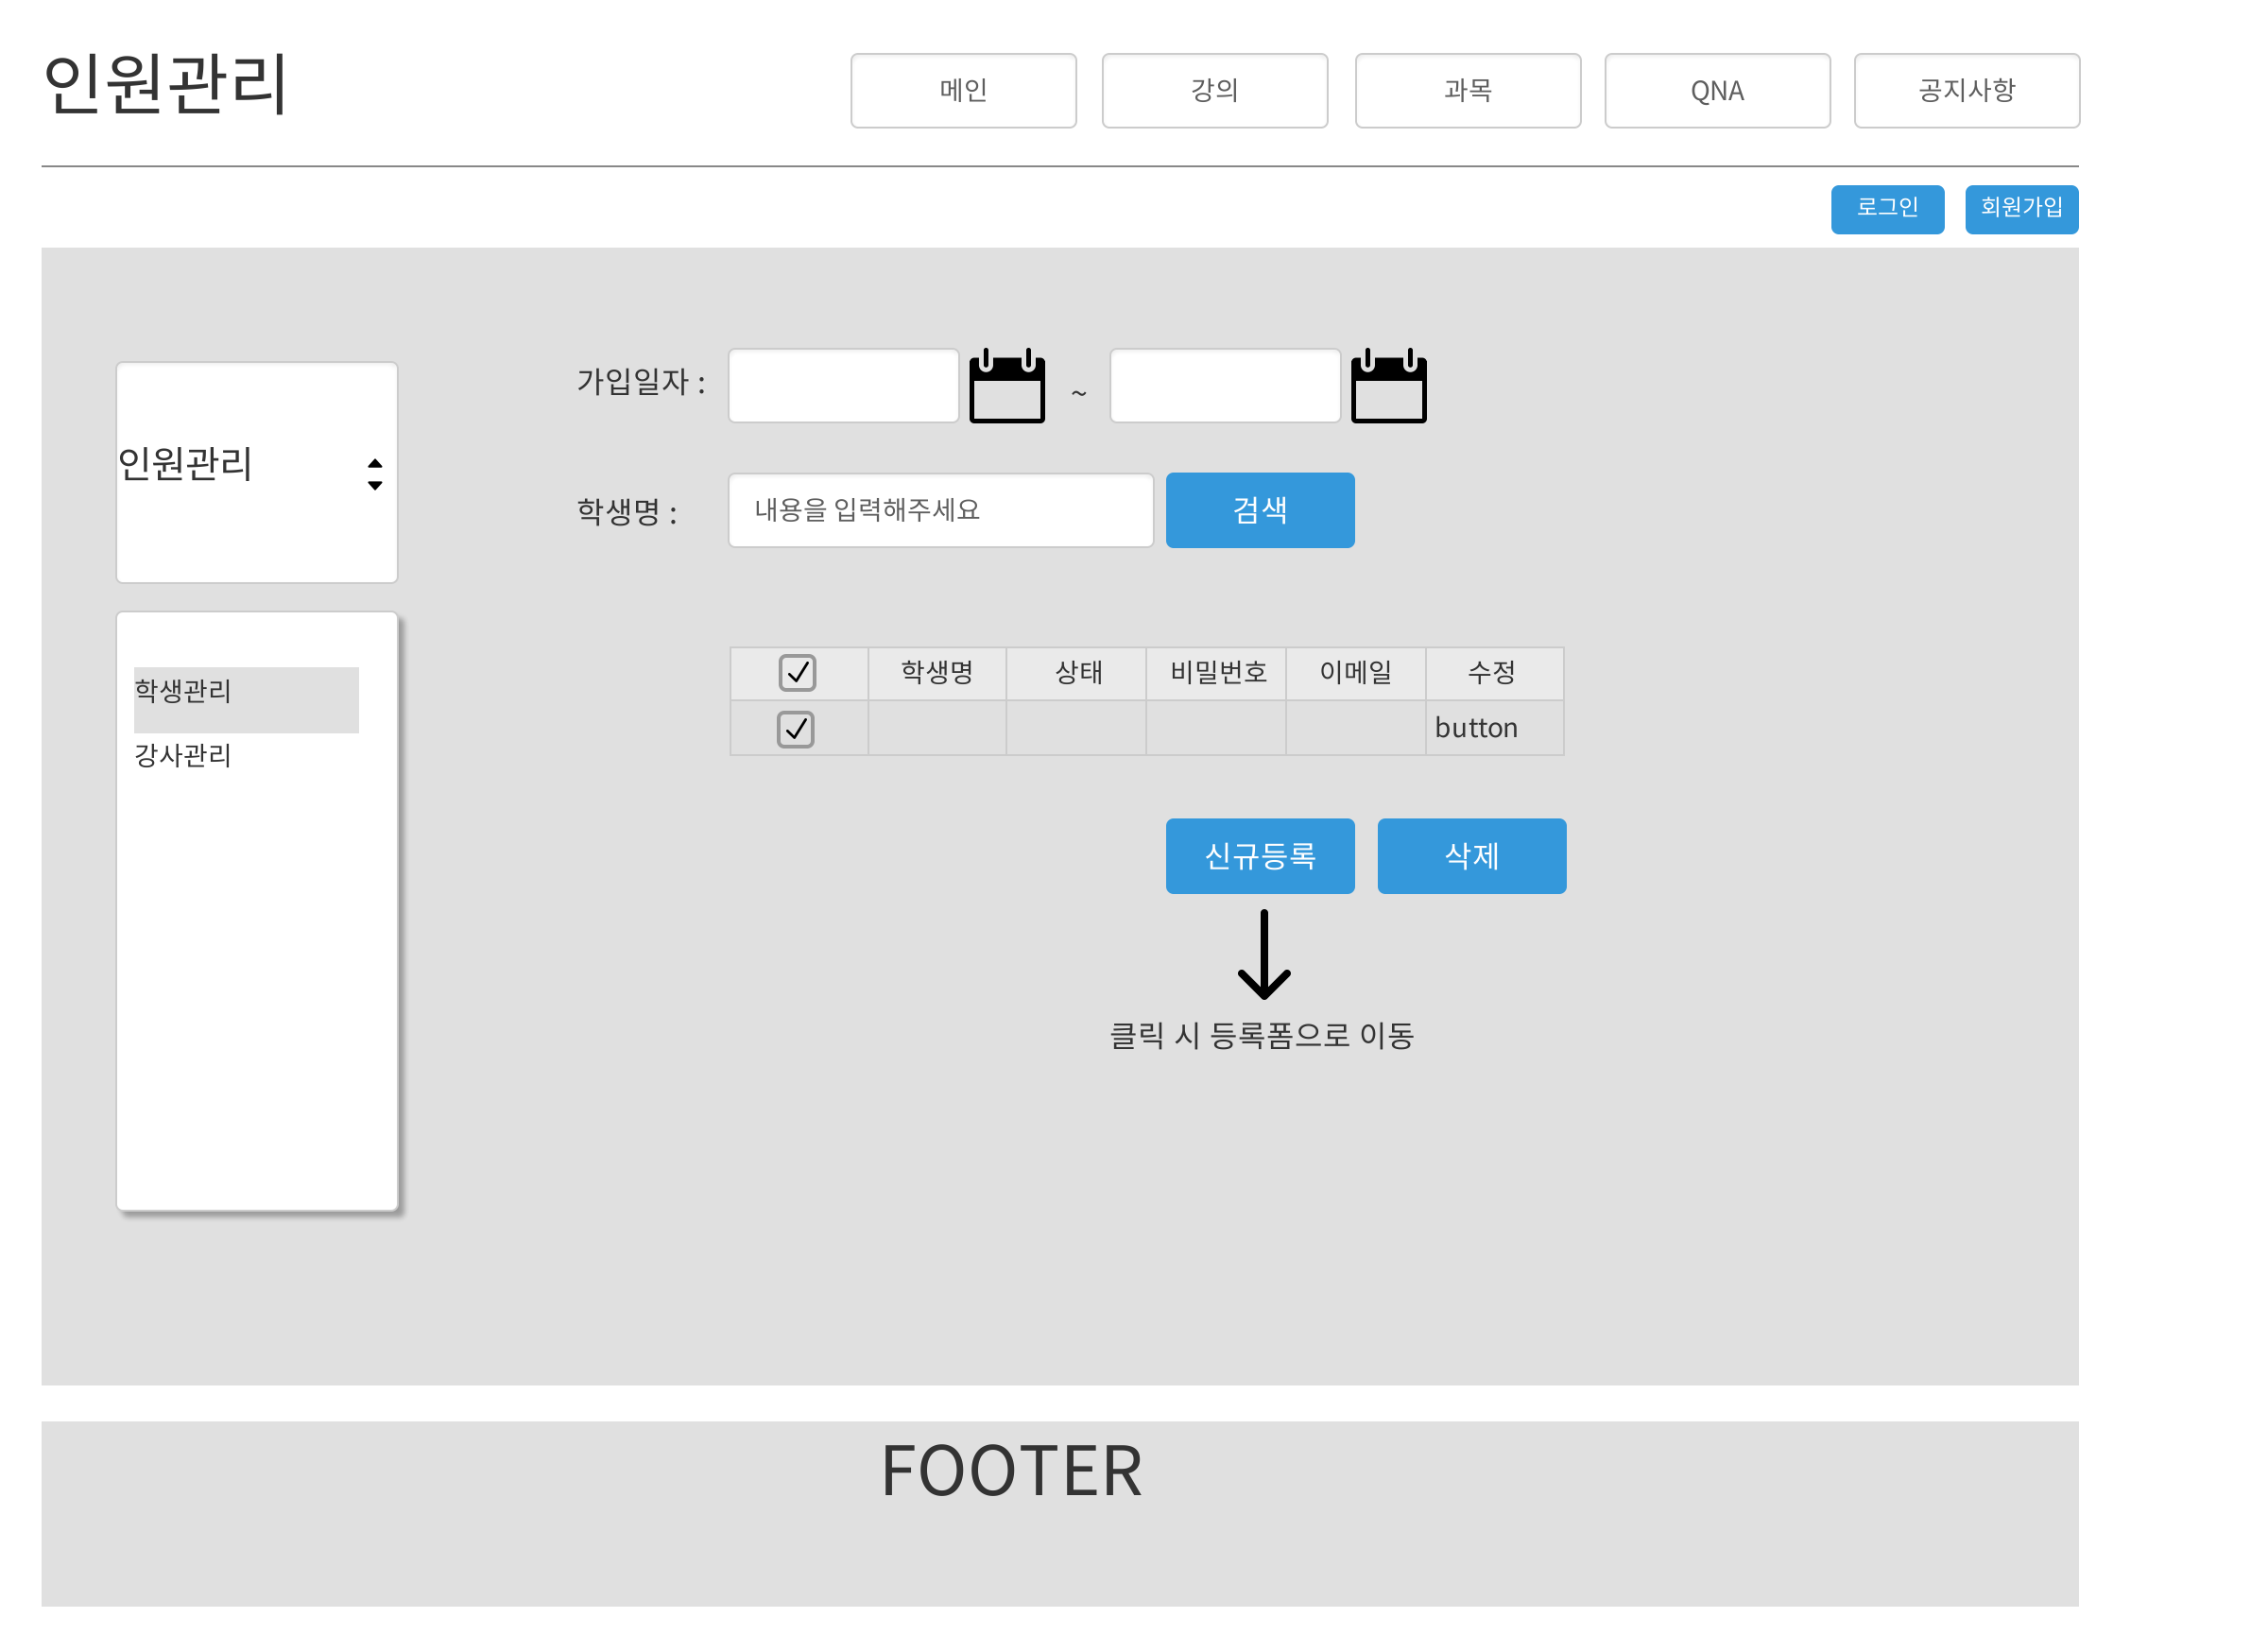 인원관리
메인 강의 과목 QNA 공지사항
로그인 회원가입
인원관리
학생관리
강사관리
가입일자 : ~
학생명 : 내용을 입력해주세요 검색
학생명 상태 비밀번호 이메일 수정
button
신규등록 삭제
클릭 시 등록폼으로 이동
FOOTER